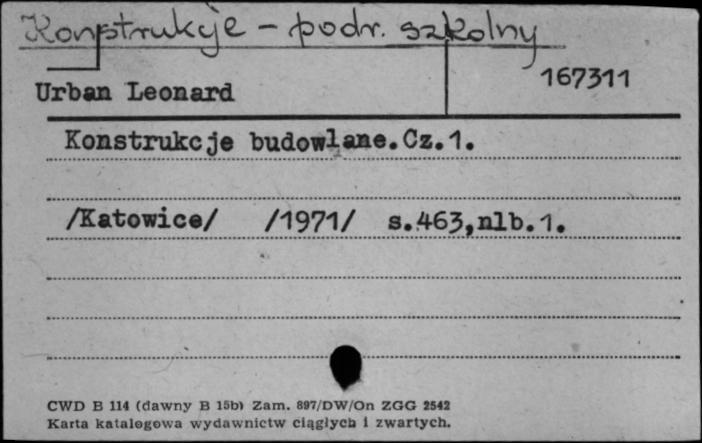 Konstrukcje - podr. szkolny
167311
Urban Leonard
Konstrukcje budowlane.Cz.1.
/Katowice/ /1971/ s.463,nlb.1.
CWD B 114 (dawny B 15b) Zam. 897/DW/On ZGG 2542
Karta katalogowa wydawnictw ciągłych i zwartych.